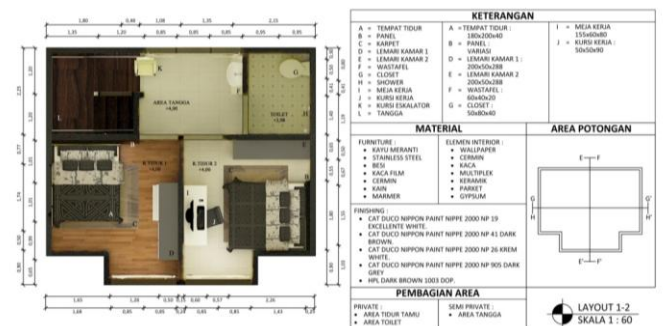 KETERANGAN
A = TEMPAT TIDUR
B = PANEL
C = KARPET
D = LEMARI KAMAR 1
E = LEMARI KAMAR 2
F = WASTAFEL
G = CLOSET
H = SHOWER
I = MEJA KERJA
J = KURSI KERJA
K = KURSI ESKALATOR
L = TANGGA
A = TEMPAT TIDUR :
180x200x40
B = PANEL :
VARIASI
D = LEMARI KAMAR 1 :
200x50x288
E = LEMARI KAMAR 2
200x50x288
F = WASTAFEL :
60x40x20
G = CLOSET :
50x80x40
I = MEJA KERJA
155x60x80
J = KURSI KERJA :
50x50x90
MATERIAL
FURNITURE :
• KAYU MERANTI
• STAINLESS STEEL
• BESI
• KACA FILM
• CERMIN
• KAIN
• MARMER
ELEMEN INTERIOR :
• WALLPAPER
• CERMIN
• KACA
• MULTIPLEK
• KERAMIK
• PARKET
• GYPSUM
FINISHING :
• CAT DUCO NIPPON PAINT NIPPE 2000 NP 19
EXCELLENTE WHITE.
• CAT DUCO NIPPON PAINT NIPPE 2000 NP 41 DARK
BROWN.
• CAT DUCO NIPPON PAINT NIPPE 2000 NP 26 KREM
WHITE.
• CAT DUCO NIPPON PAINT NIPPE 2000 NP 905 DARK
GREY
• HPL DARK BROWN 1003 DOP.
PEMBAGIAN AREA
PRIVATE :
• AREA TIDUR TAMU
• AREA TOILET
SEMI PRIVATE :
• AREA TANGGA
AREA POTONGAN
E F
G G'
H H'
E' F'
LAYOUT 1-2
SKALA 1 : 60
AREA TANGGA
TOILET
K
F
G
H
E
B
A
C
D
I
J